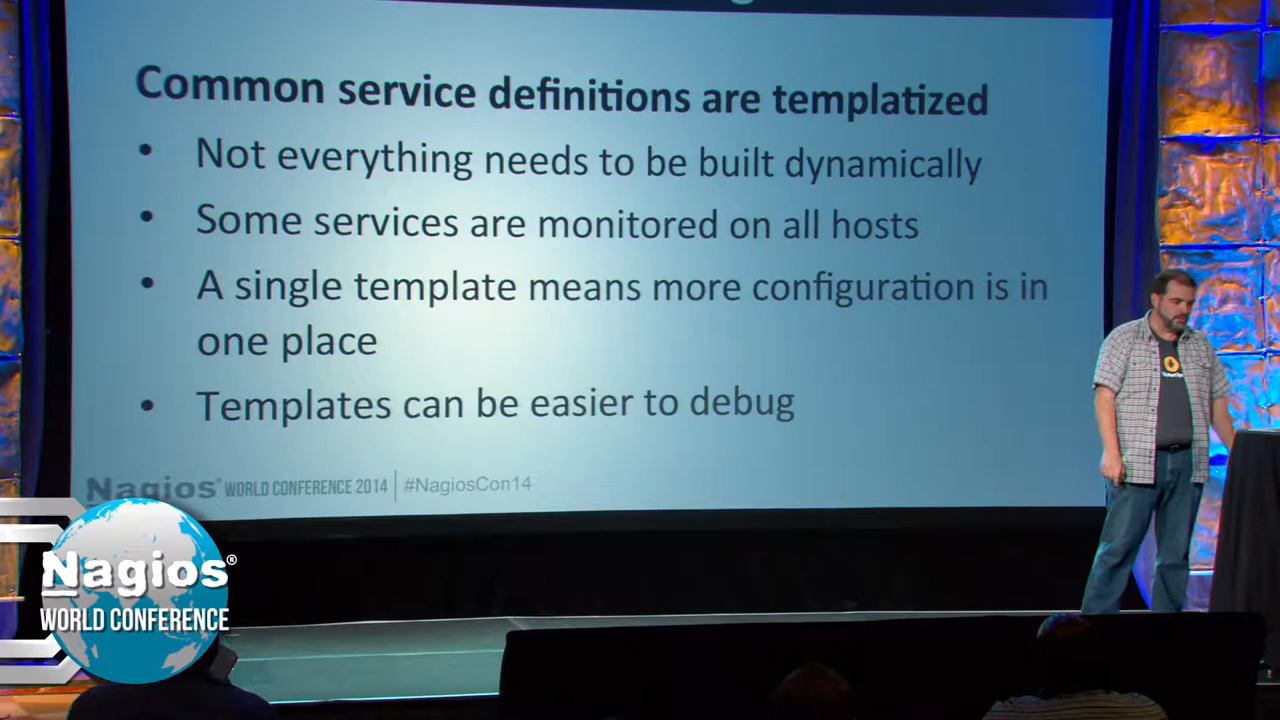 Common service definitions are templatized
• Not everything needs to be built dynamically
• Some services are monitored on all hosts
• A single template means more configuration is in
one place
• Templates can be easier to debug
Nagios® WORLD CONFERENCE 2014 | #NagiosCon14
Nagios®
WORLD CONFERENCE